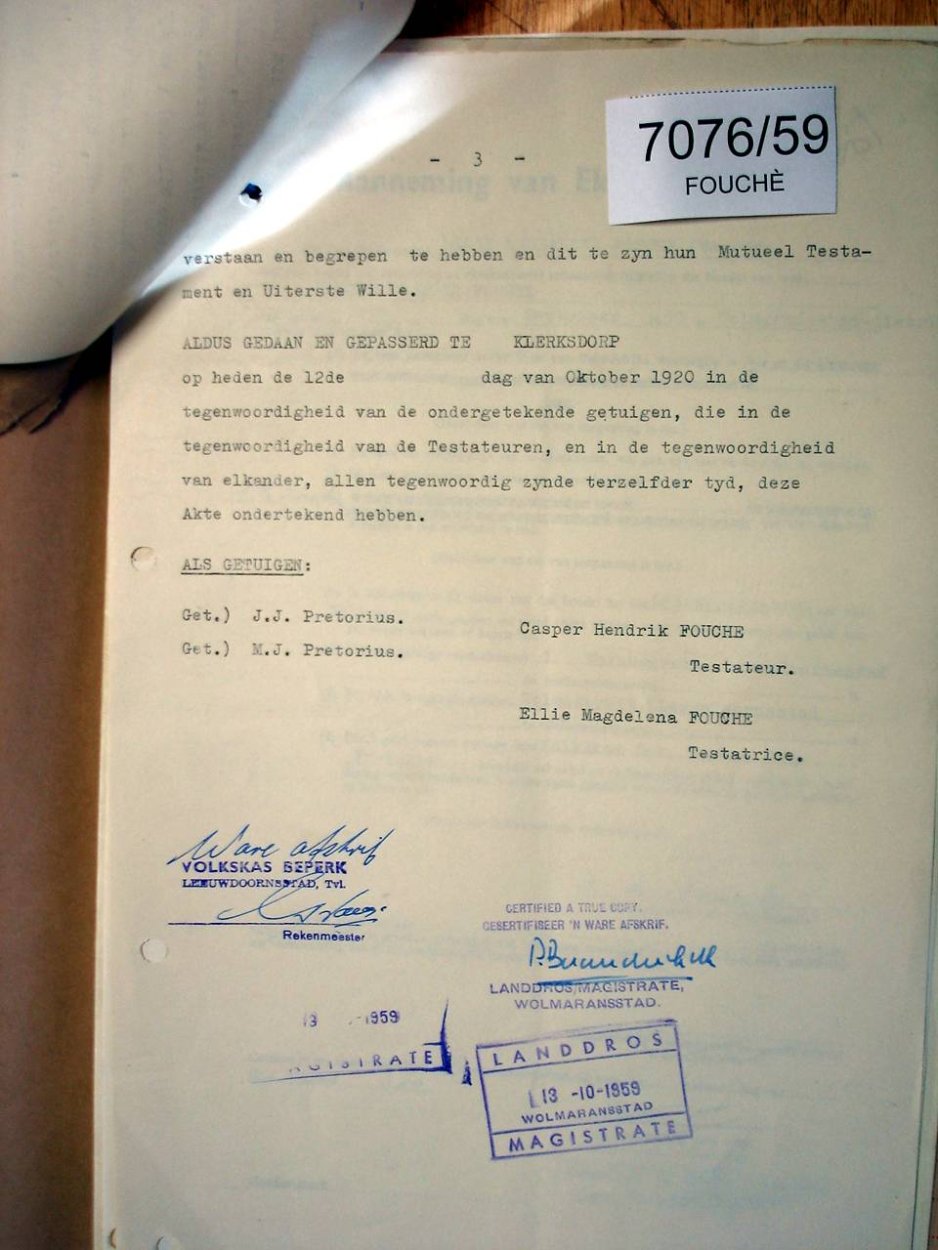 7076/59
FOUCHÈ
- 3 -
verstaan en begrepen te hebben en dit te zyn hun Mutueel Testa-
ment en Uiterste Wille.
ALDUS GEDAAN EN GEPASSERD TE KLERKSDORP
op heden de 12de dag van Oktober 1920 in de
tegenwoordigheid van de ondergetekende getuigen, die in de
tegenwoordigheid van de Testateuren, en in de tegenwoordigheid
van elkander, allen tegenwoordig zynde terzelfder tyd, deze
Akte ondertekend hebben.
ALS GETUIGEN:
Get.) J.J. Pretorius.
Get.) M.J. Pretorius.
Casper Hendrik FOUCHE
Testateur.
Ellie Magdelena FOUCHE
Testatrice.
Ware afskrif
VOLKSKAS BEPERK
LEEUWDOORNSSTAD, Tvl.
Rekenmeester
CERTIFIED A TRUE COPY.
GESERTIFISEER 'N WARE AFSKRIF.
LANDDROS/MAGISTRATE,
WOLMARANSSTAD.
13 -1959
AGISTRATE
LANDDROS
13 -10-1959
WOLMARANSSTAD
MAGISTRATE